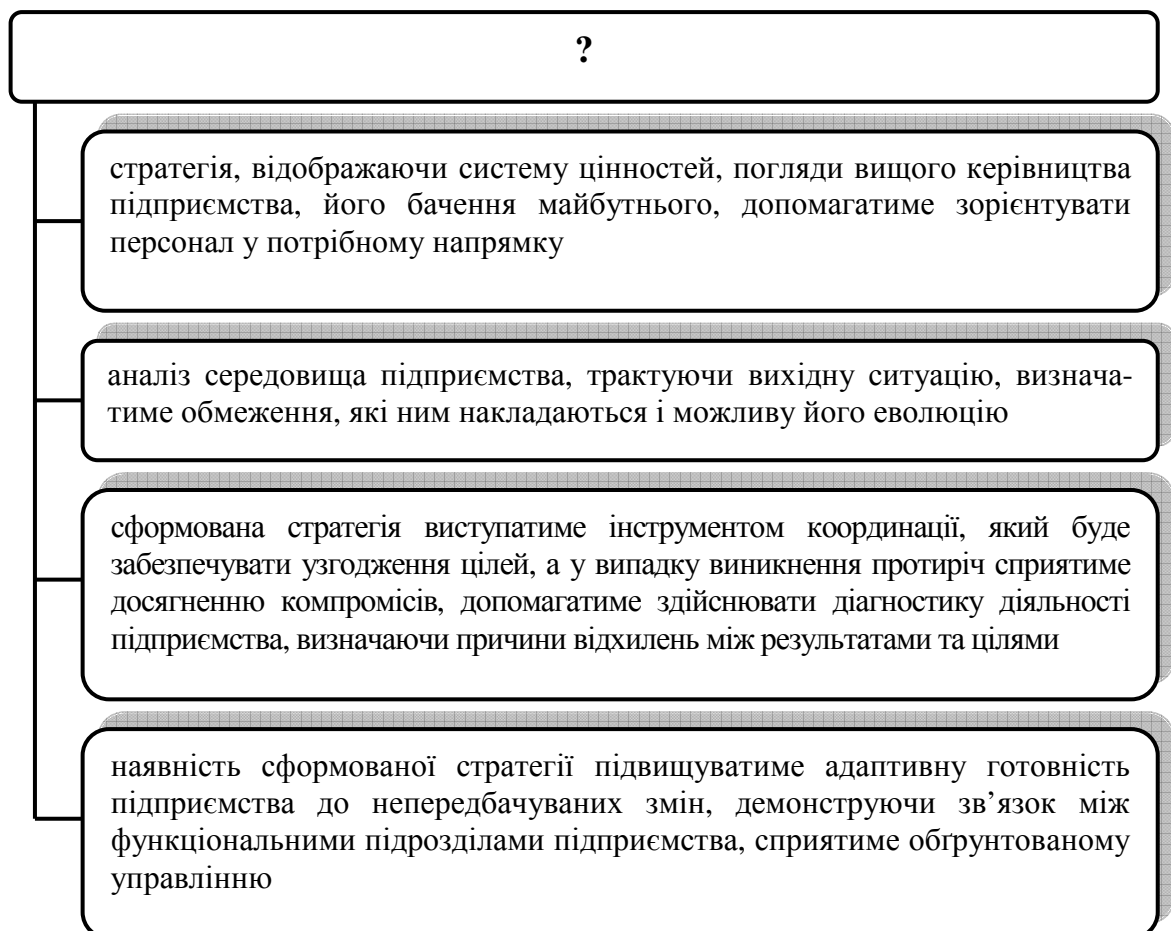 ?
стратегія, відображаючи систему цінностей, погляди вищого керівництва
підприємства, його бачення майбутнього, допомагатиме зорієнтувати
персонал у потрібному напрямку
аналіз середовища підприємства, трактуючи вихідну ситуацію, визнача-
тиме обмеження, які ним накладаються і можливу його еволюцію
сформована стратегія виступатиме інструментом координації, який буде
забезпечувати узгодження цілей, а у випадку виникнення протиріч сприятиме
досягненню компромісів, допомагатиме здійснювати діагностику діяльності
підприємства, визначаючи причини відхилень між результатами та цілями
наявність сформованої стратегії підвищуватиме адаптивну готовність
підприємства до непередбачуваних змін, демонструючи зв’язок між
функціональними підрозділами підприємства, сприятиме обґрунтованому
управлінню